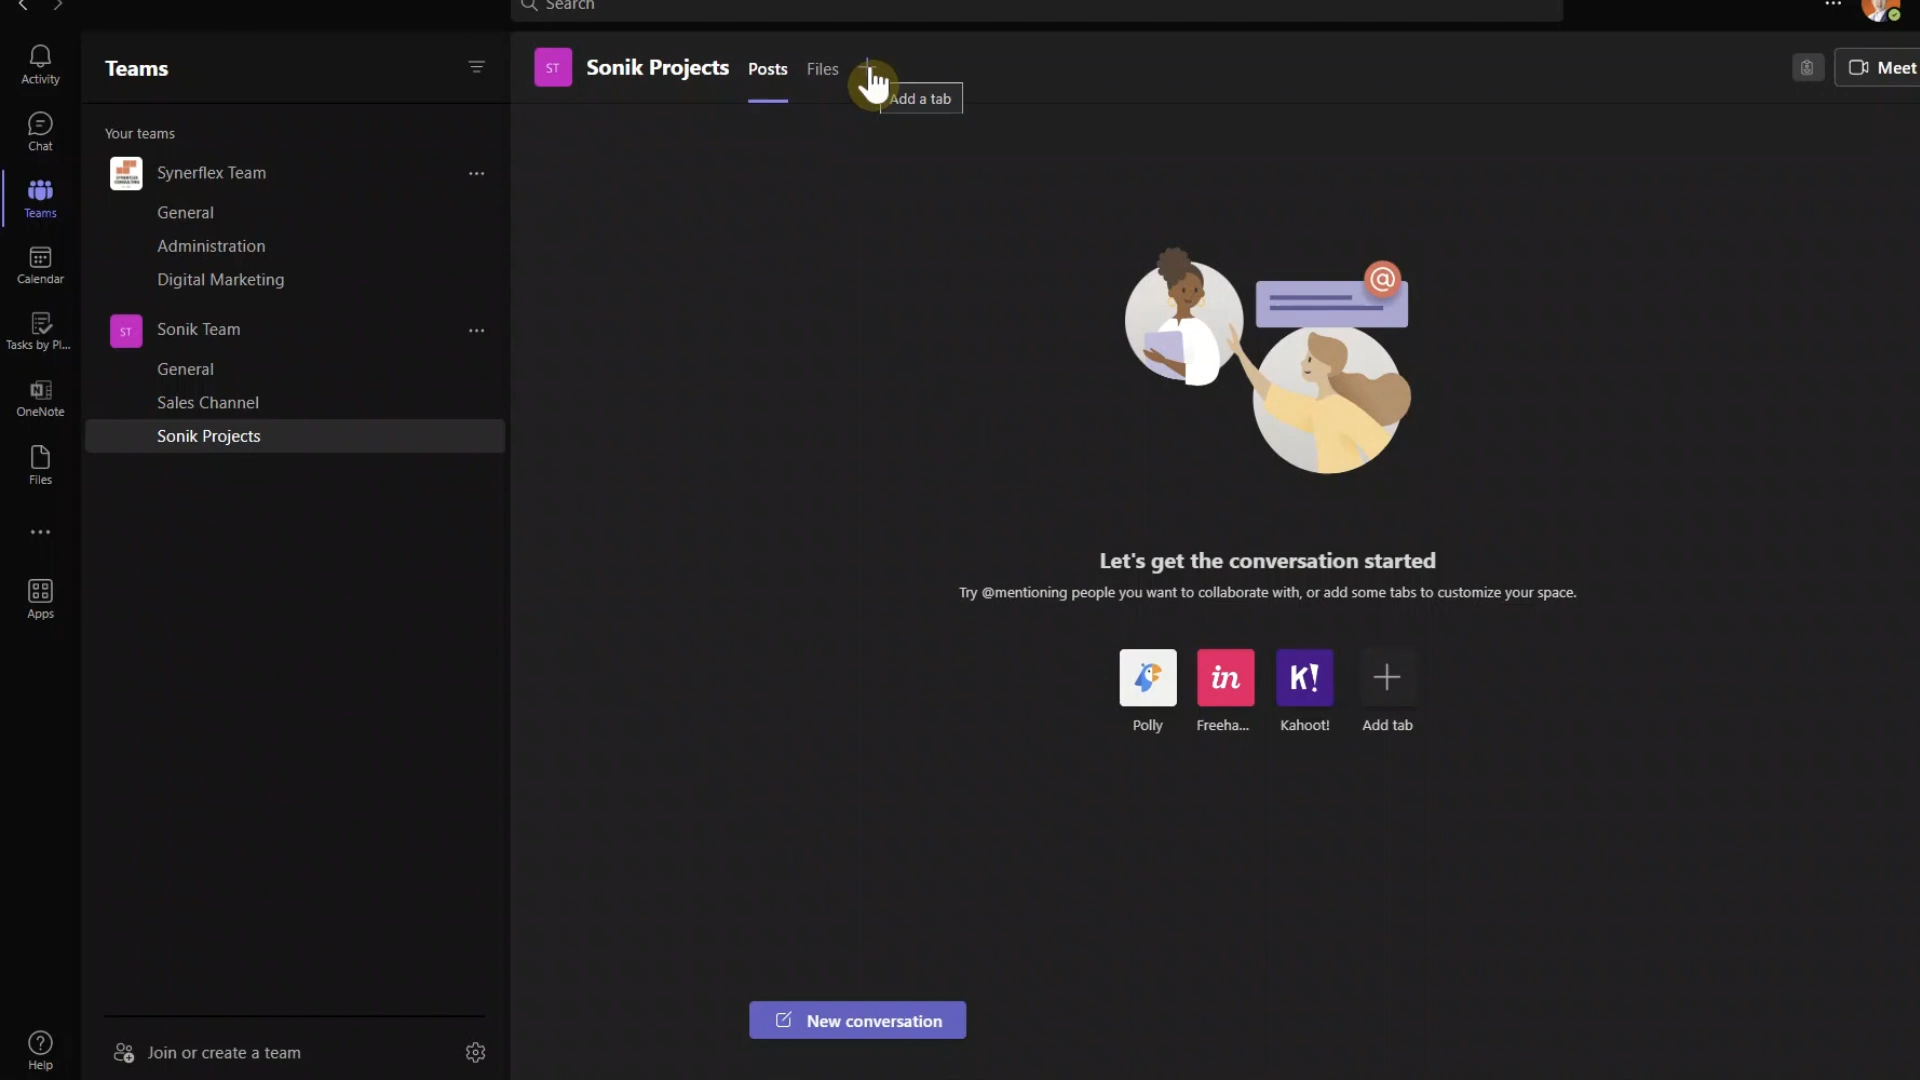 Search
Activity
Chat
Teams
Calendar
Tasks by Pl...
OneNote
Files
Apps
Help
Teams
Your teams
Synerflex Team
General
Administration
Digital Marketing
ST
Sonik Team
General
Sales Channel
Sonik Projects
Join or create a team
ST
Sonik Projects
Posts
Files
Add a tab
Meet
@
Let's get the conversation started
Try @mentioning people you want to collaborate with, or add some tabs to customize your space.
in
K!
Polly
Freeha...
Kahoot!
Add tab
New conversation